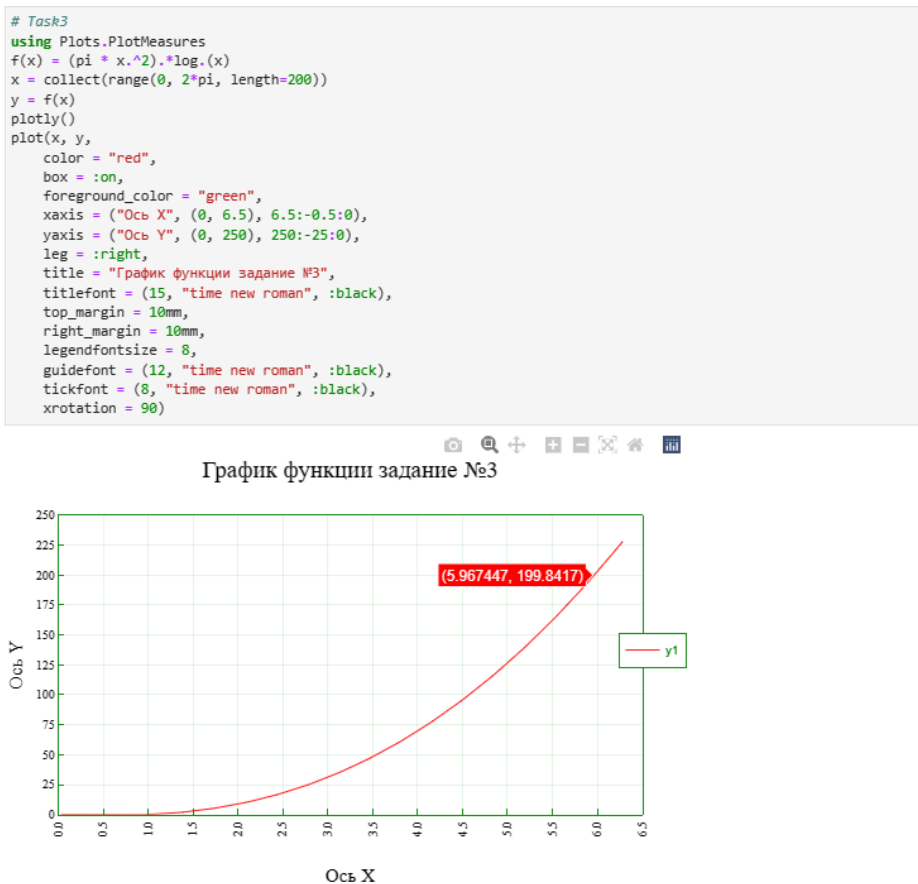 # Task3
using Plots.PlotMeasures
f(x) = (pi * x.^2).*log.(x)
x = collect(range(0, 2*pi, length=200))
y = f(x)
plotly()
plot(x, y,
color = "red",
box = :on,
foreground_color = "green",
xaxis = ("Ось X", (0, 6.5), 6.5:-0.5:0),
yaxis = ("Ось Y", (0, 250), 250:-25:0),
leg = :right,
title = "График функции задание №3",
titlefont = (15, "time new roman", :black),
top_margin = 10mm,
right_margin = 10mm,
legendfontsize = 8,
guidefont = (12, "time new roman", :black),
tickfont = (8, "time new roman", :black),
xrotation = 90)
График функции задание №3
250
225
200
175
150
125
100
75
50
25
0
Ось Y
(5.967447, 199.8417)
y1
0.0 0.5 1.0 1.5 2.0 2.5 3.0 3.5 4.0 4.5 5.0 5.5 6.0 6.5
Ось X